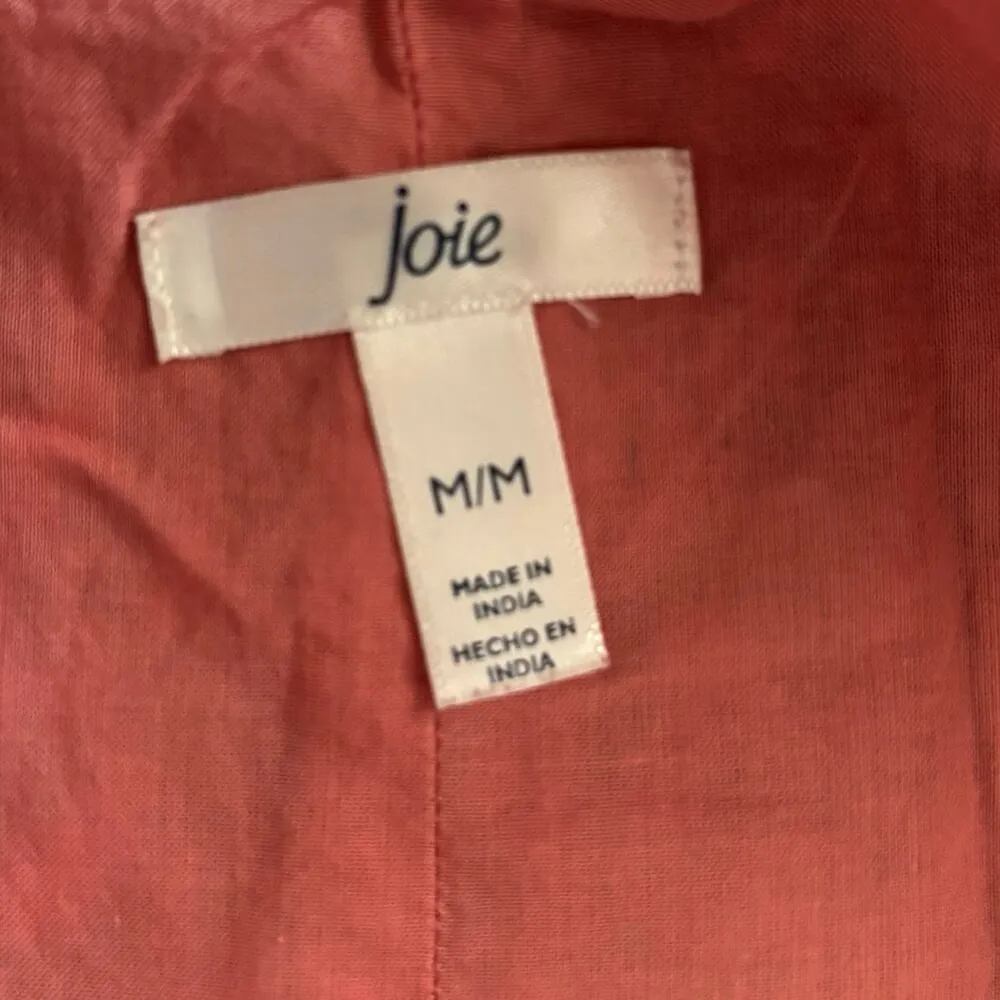 joie
M/M
MADE IN
INDIA
HECHO EN
INDIA